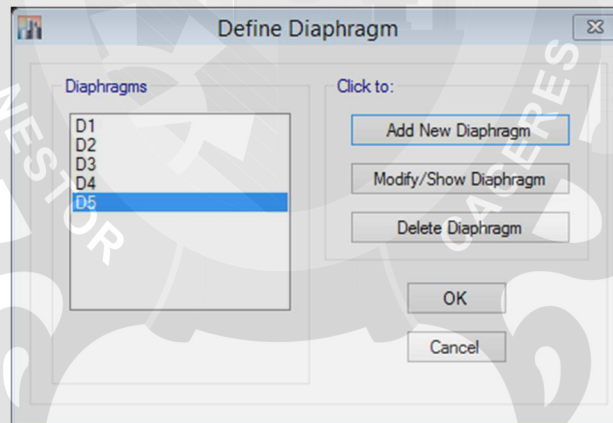 Define Diaphragm
Diaphragms
D1
D2
D3
D4
D5
Click to:
Add New Diaphragm
Modify/Show Diaphragm
Delete Diaphragm
OK
Cancel
NESTOR
CACERES